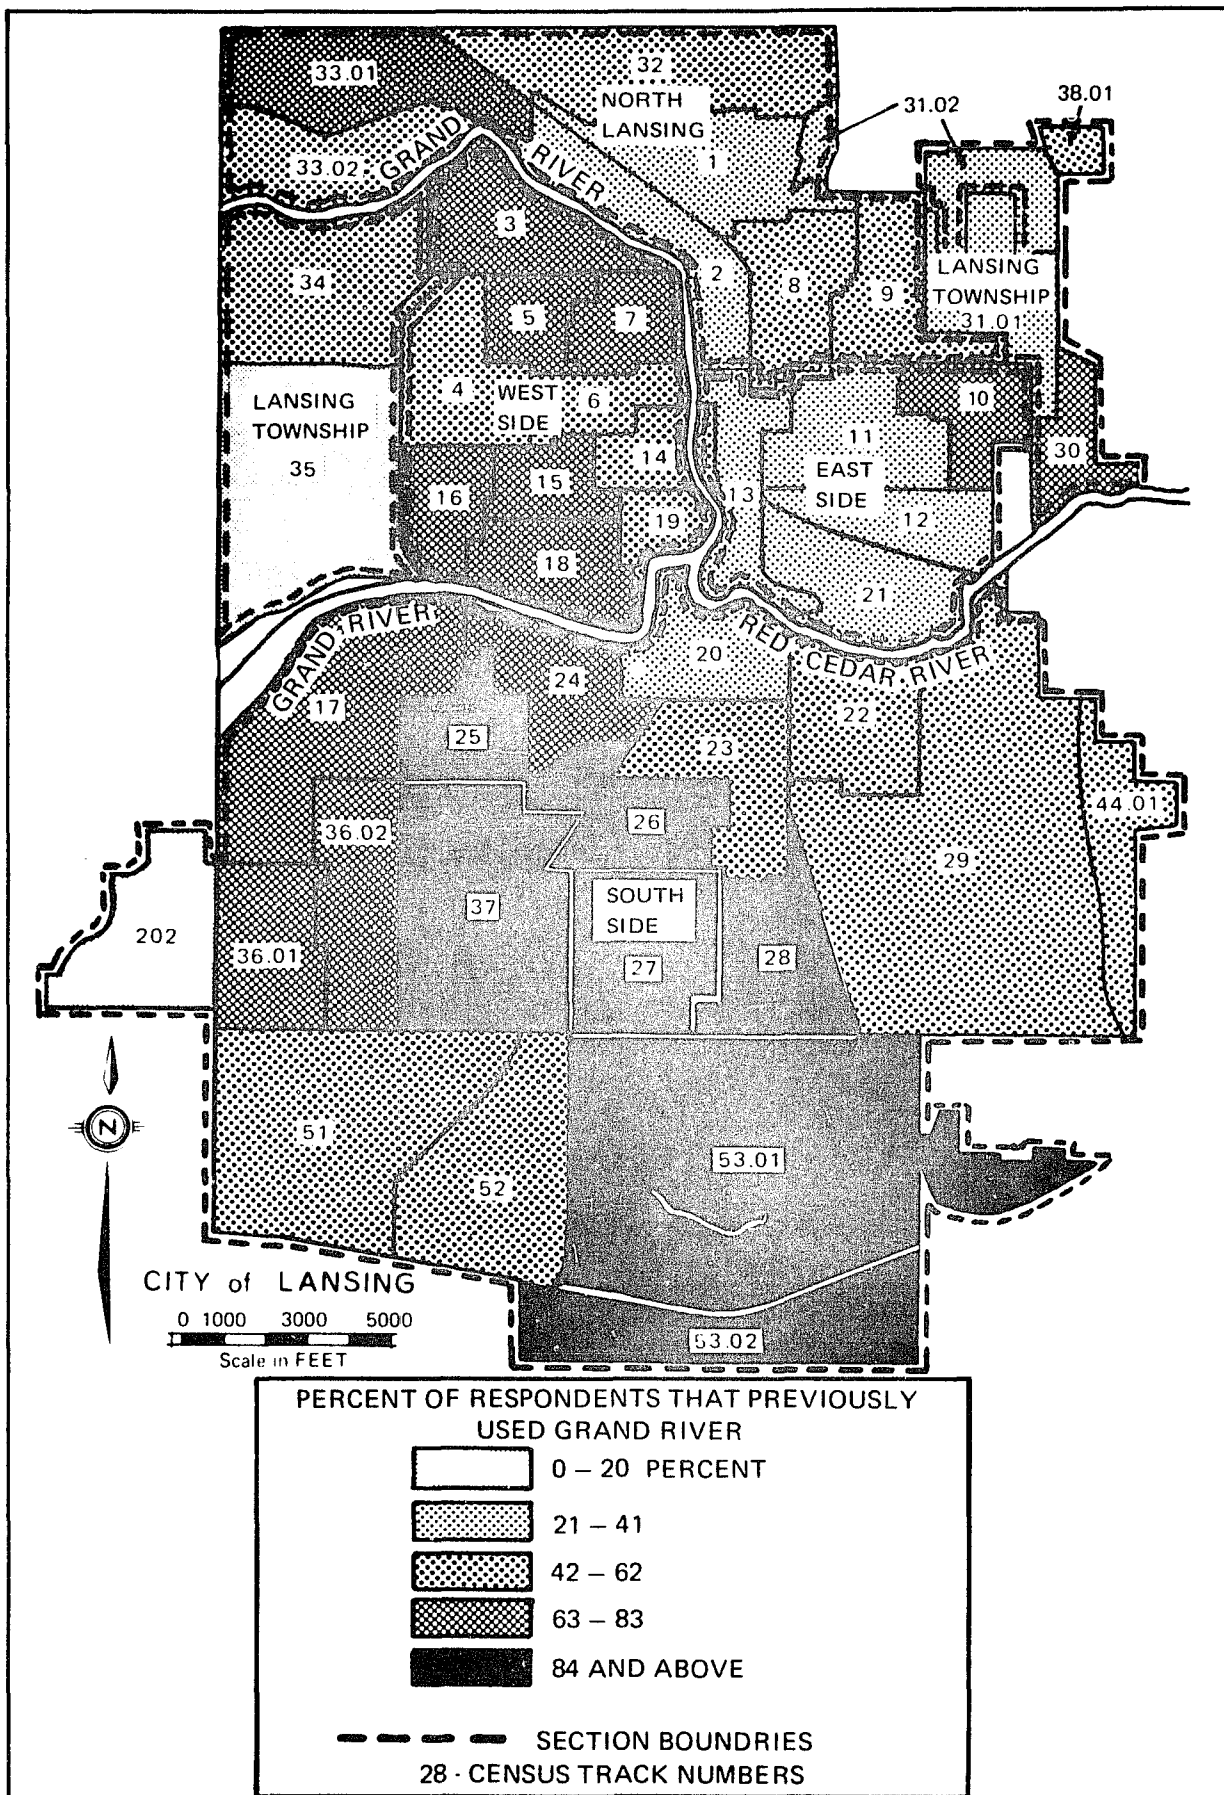 33.01
32
38.01
31.02
NORTH
LANSING
1
33.02
GRAND
RIVER
3
34
2
8
9
LANSING
TOWNSHIP
31.01
5
7
4
WEST
SIDE
6
LANSING
TOWNSHIP
35
10
11
EAST
SIDE
30
14
15
16
13
12
19
18
21
GRAND RIVER
RED CEDAR RIVER
20
24
17
22
25
23
44.01
26
36.02
29
37
SOUTH
SIDE
202
36.01
27
28
N
51
53.01
52
CITY of LANSING
0 1000 3000 5000
Scale in FEET
53.02
PERCENT OF RESPONDENTS THAT PREVIOUSLY
USED GRAND RIVER
0 – 20 PERCENT
21 – 41
42 – 62
63 – 83
84 AND ABOVE
SECTION BOUNDRIES
28 - CENSUS TRACK NUMBERS